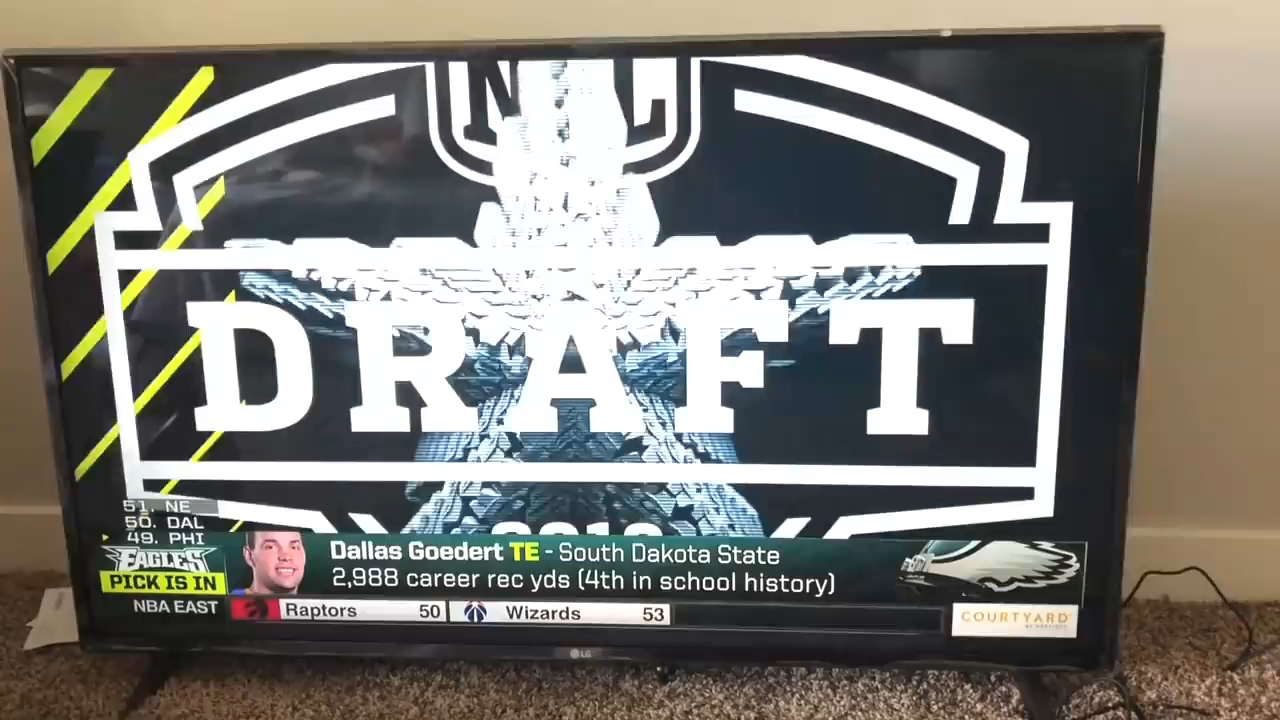 NFL
DRAFT
51. NE
50. DAL
49. PHI
EAGLES
PICK IS IN
Dallas Goedert TE - South Dakota State
2,988 career rec yds (4th in school history)
NBA EAST
Raptors 50
Wizards 53
COURTYARD
LG